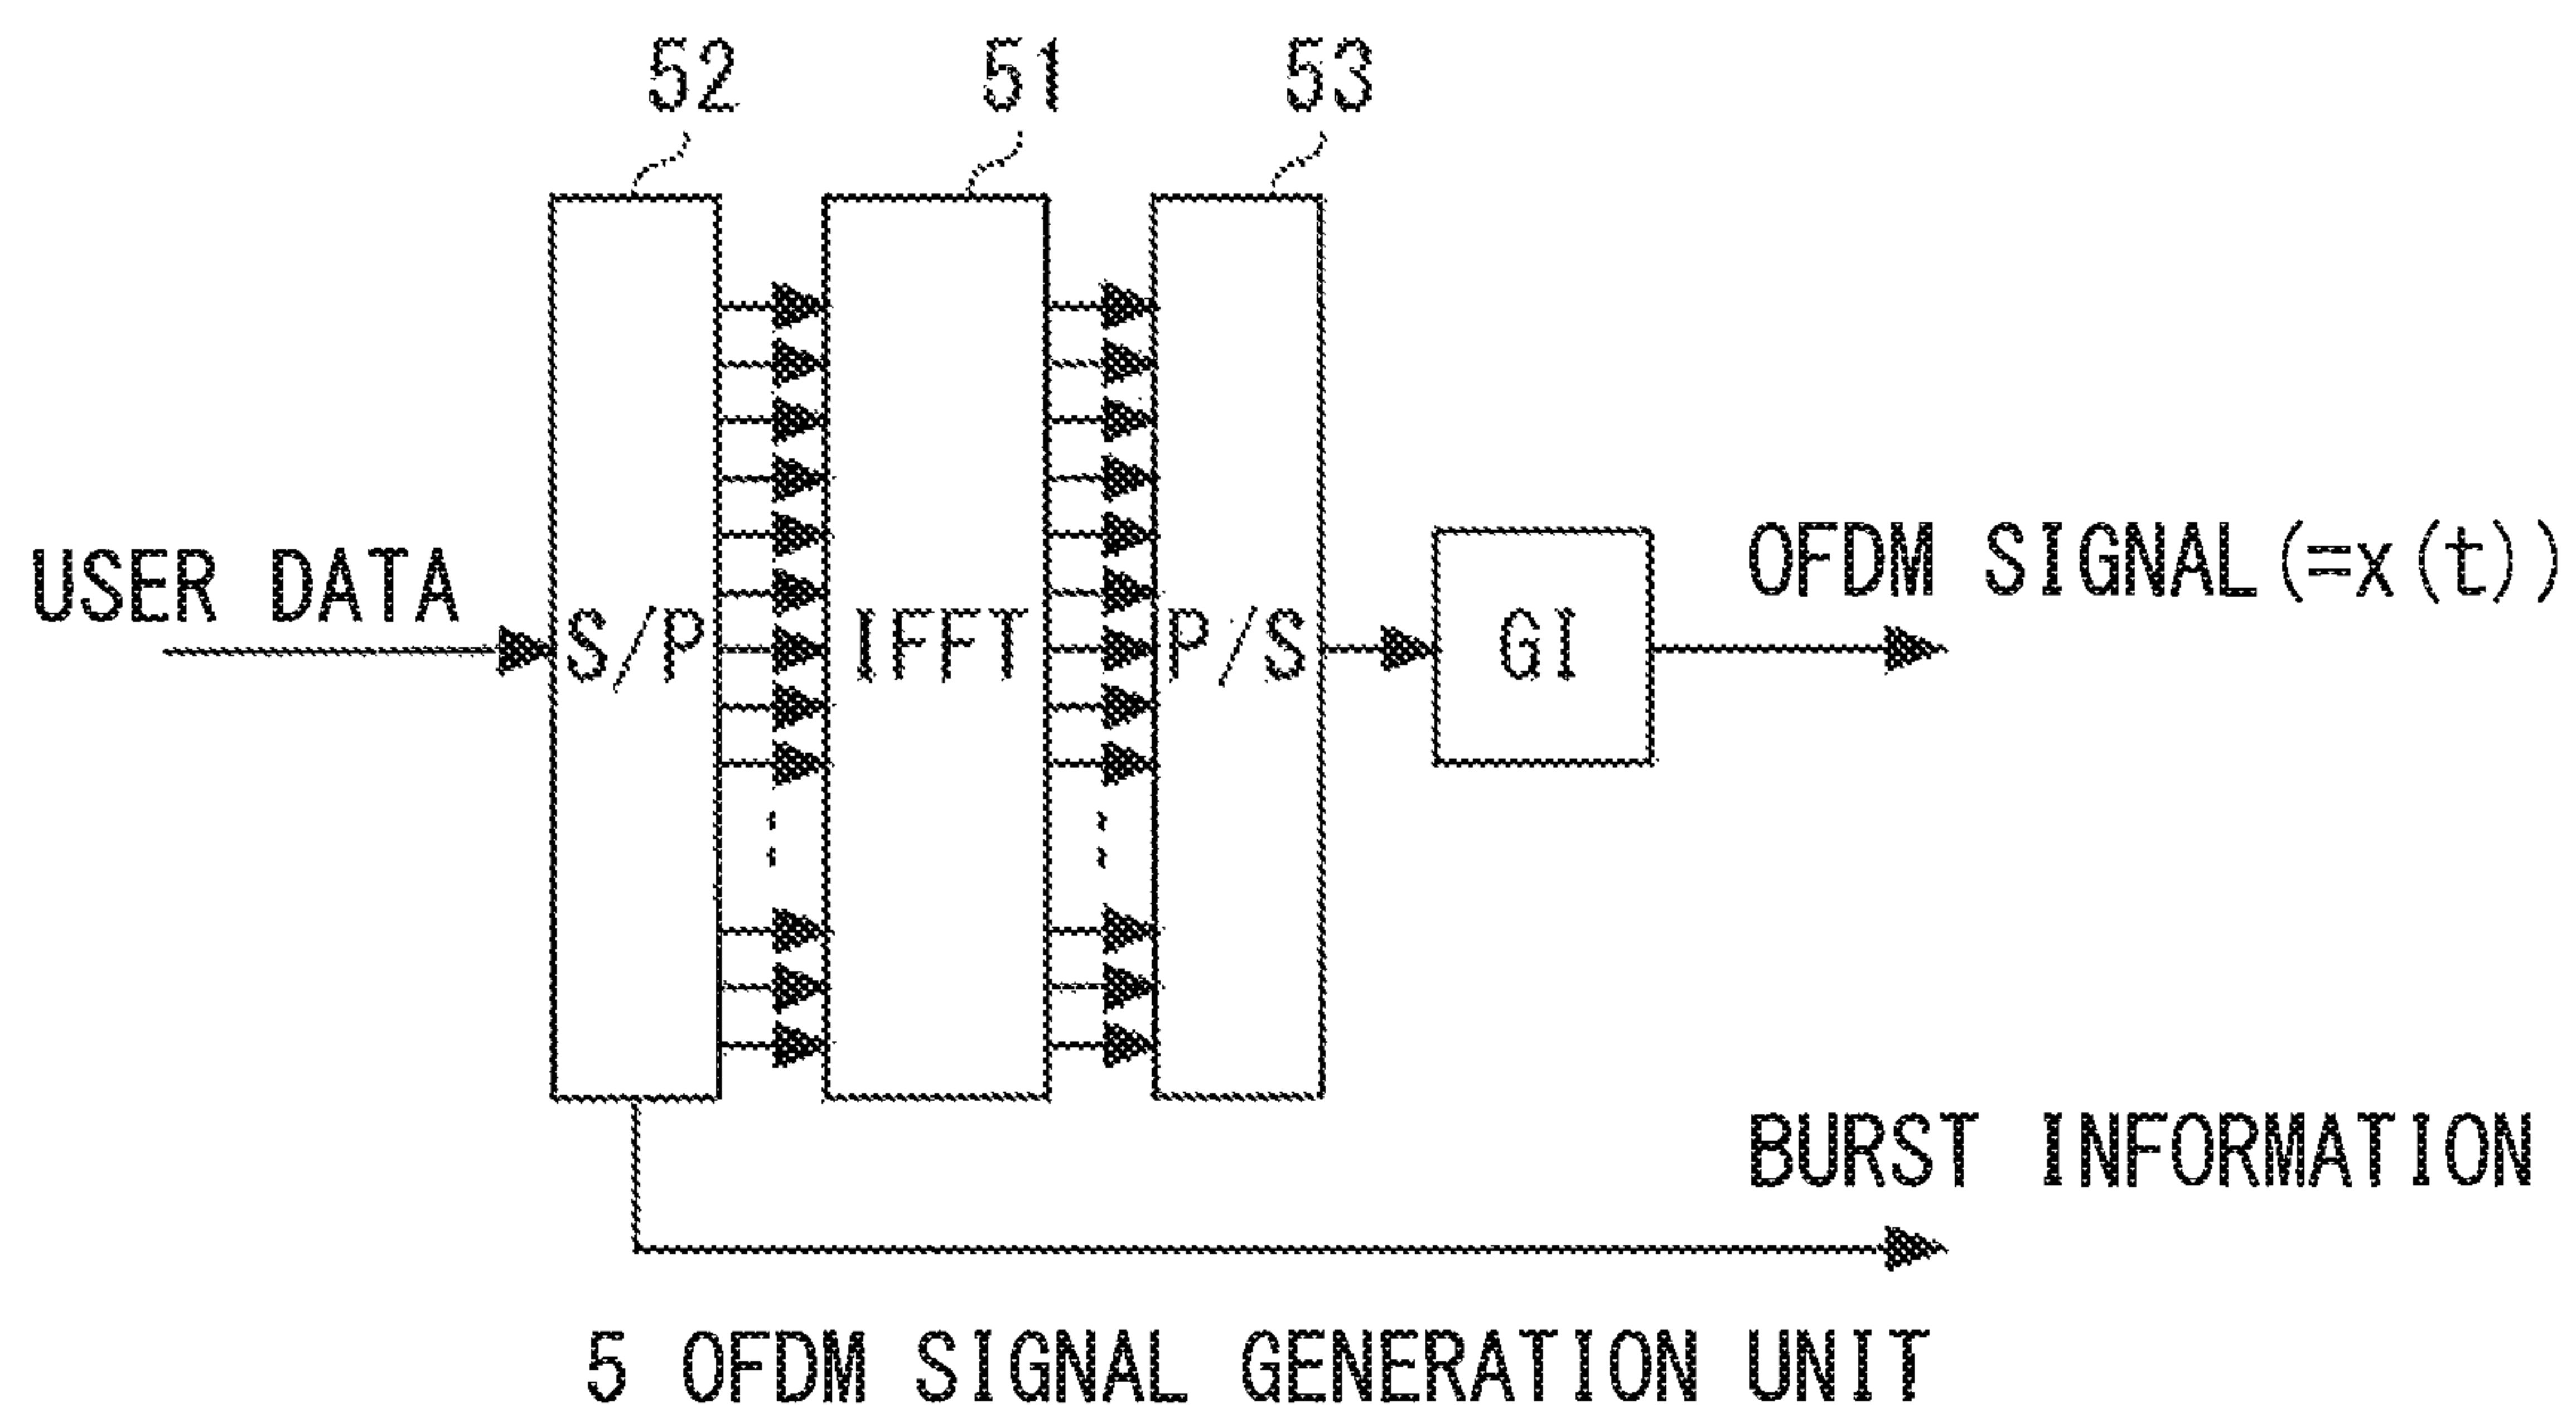 52 51 53
USER DATA
S/P IFFT P/S GI
OFDM SIGNAL(=x(t))
BURST INFORMATION
5 OFDM SIGNAL GENERATION UNIT